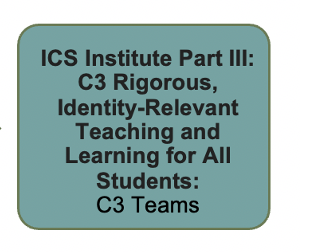 ICS Institute Part III:
C3 Rigorous,
Identity-Relevant
Teaching and
Learning for All
Students:
C3 Teams